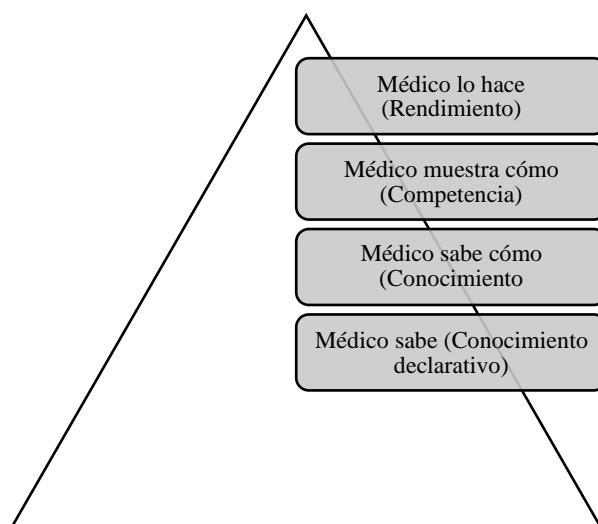 Médico lo hace
(Rendimiento)
Médico muestra cómo
(Competencia)
Médico sabe cómo
(Conocimiento
Médico sabe (Conocimiento
declarativo)